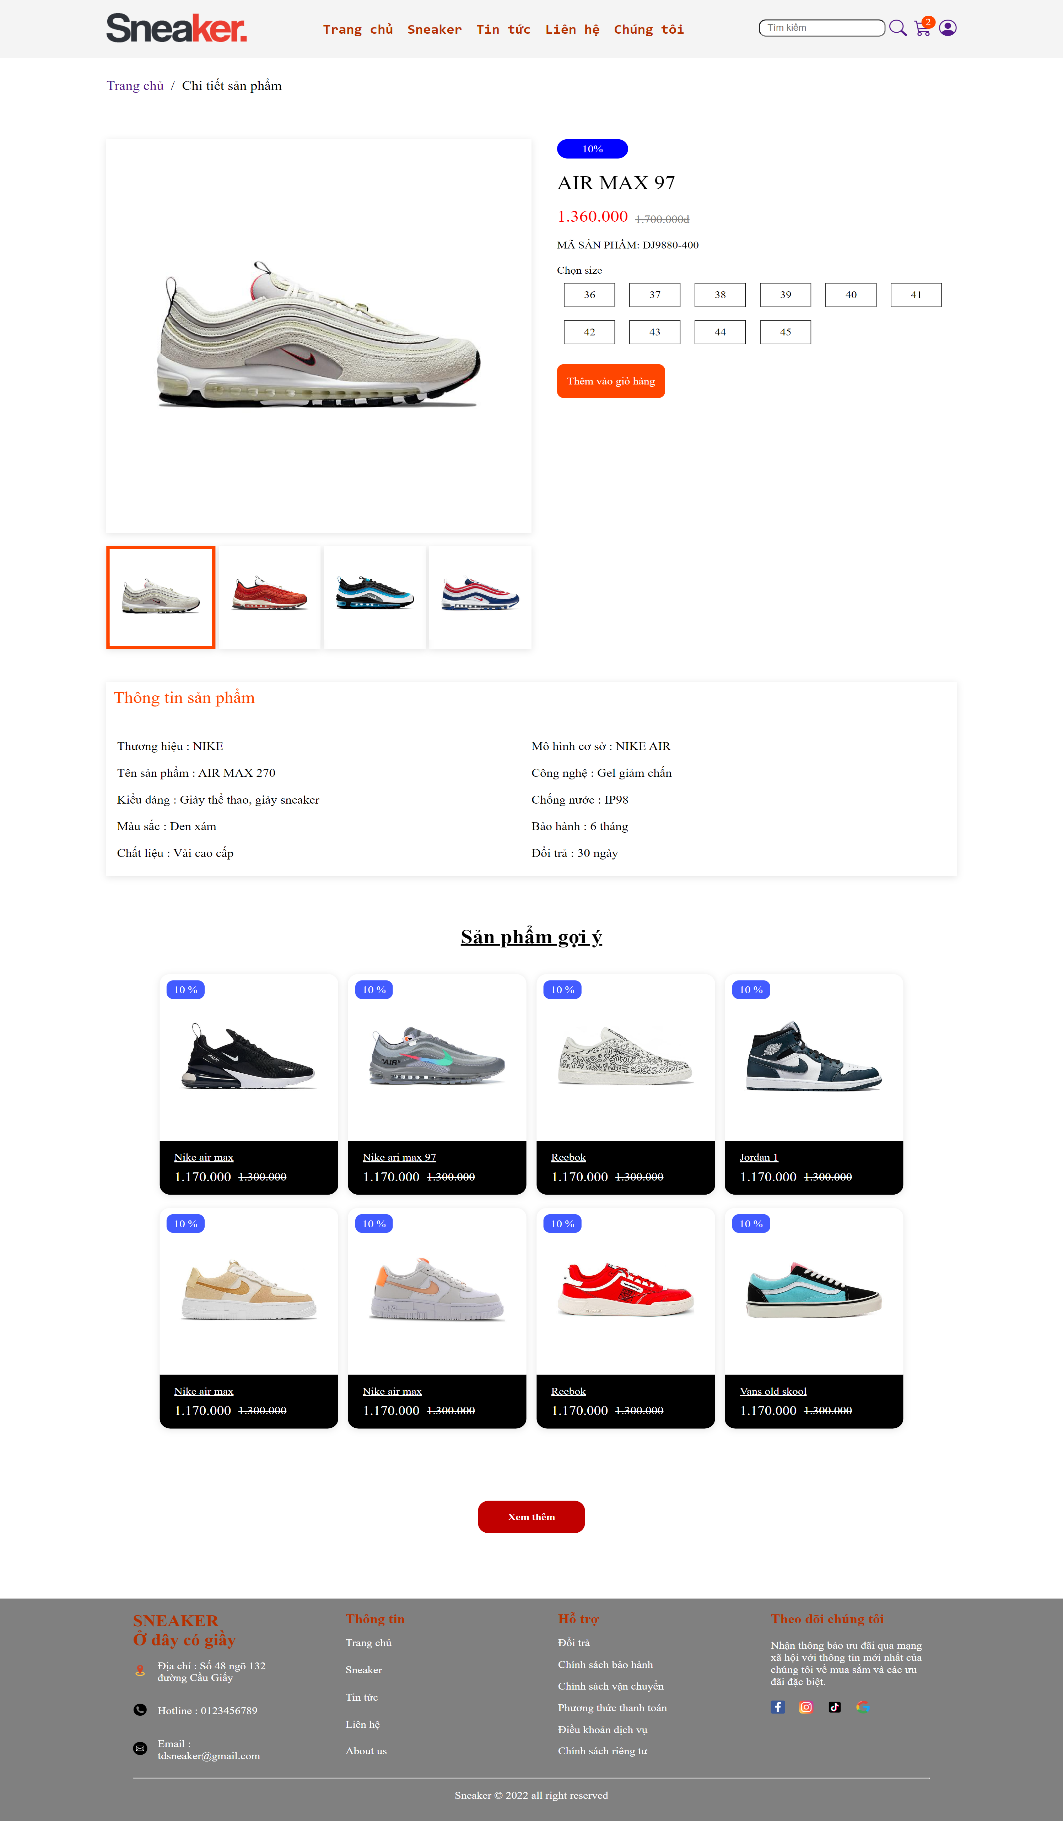 Sneaker.
Trang chủ Sneaker Tin tức Liên hệ Chúng tôi
Tìm kiếm
2
Trang chủ / Chi tiết sản phẩm
10%
AIR MAX 97
1.360.000 1.700.000đ
MÃ SẢN PHẨM: DJ9880-400
Chọn size
36 37 38 39 40 41
42 43 44 45
Thêm vào giỏ hàng
Thông tin sản phẩm
Thương hiệu : NIKE
Mô hình cơ sở : NIKE AIR
Tên sản phẩm : AIR MAX 270
Công nghệ : Gel giảm chấn
Kiểu dáng : Giày thể thao, giày sneaker
Chống nước : IP98
Màu sắc : Đen xám
Bảo hành : 6 tháng
Chất liệu : Vải cao cấp
Đổi trả : 30 ngày
Sản phẩm gợi ý
10 % 10 % 10 % 10 %
Nike air max Nike ari max 97 Reebok Jordan 1
1.170.000 1.300.000 1.170.000 1.300.000 1.170.000 1.300.000 1.170.000 1.300.000
10 % 10 % 10 % 10 %
Nike air max Nike air max Reebok Vans old skool
1.170.000 1.300.000 1.170.000 1.300.000 1.170.000 1.300.000 1.170.000 1.300.000
Xem thêm
SNEAKER
Ở đây có giầy
Địa chỉ : Số 48 ngõ 132
đường Cầu Giấy
Hotline : 0123456789
Email :
tdsneaker@gmail.com
Thông tin
Trang chủ
Sneaker
Tin tức
Liên hệ
About us
Hỗ trợ
Đổi trả
Chính sách bảo hành
Chính sách vận chuyển
Phương thức thanh toán
Điều khoản dịch vụ
Chính sách riêng tư
Theo dõi chúng tôi
Nhận thông báo ưu đãi qua mạng
xã hội với thông tin mới nhất của
chúng tôi về mua sắm và các ưu
đãi đặc biệt.
Sneaker © 2022 all right reserved